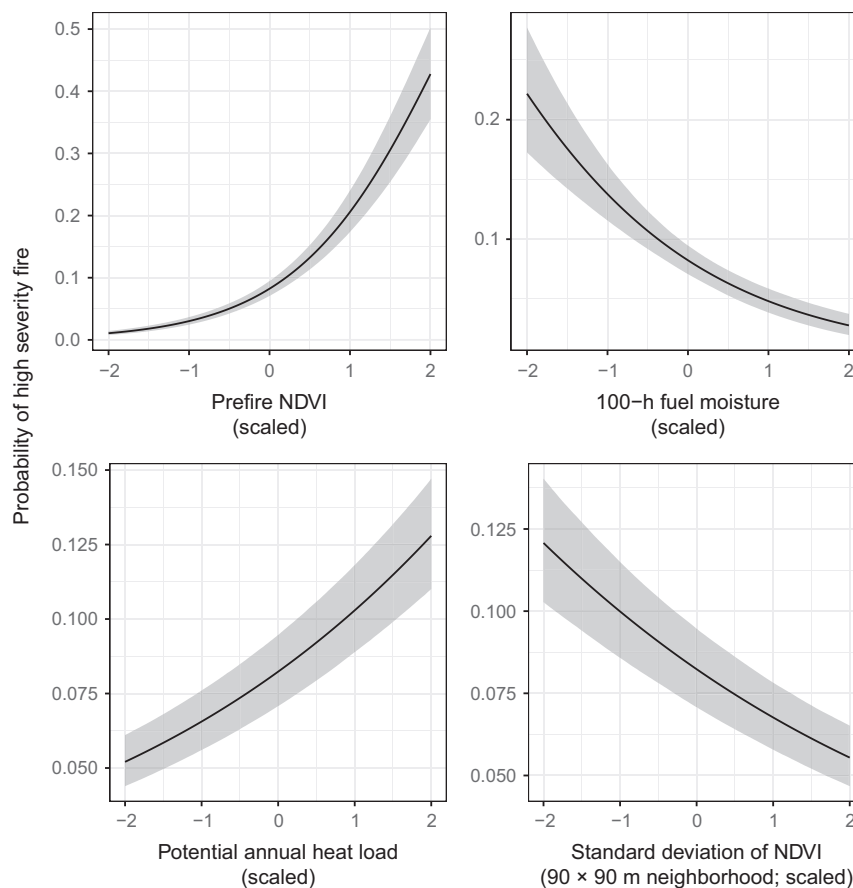 Probability of high severity fire
0.5
0.4
0.3
0.2
0.1
0.0
−2 −1 0 1 2
Prefire NDVI
(scaled)
0.2
0.1
−2 −1 0 1 2
100−h fuel moisture
(scaled)
0.150
0.125
0.100
0.075
0.050
−2 −1 0 1 2
Potential annual heat load
(scaled)
0.125
0.100
0.075
0.050
−2 −1 0 1 2
Standard deviation of NDVI
(90 × 90 m neighborhood; scaled)